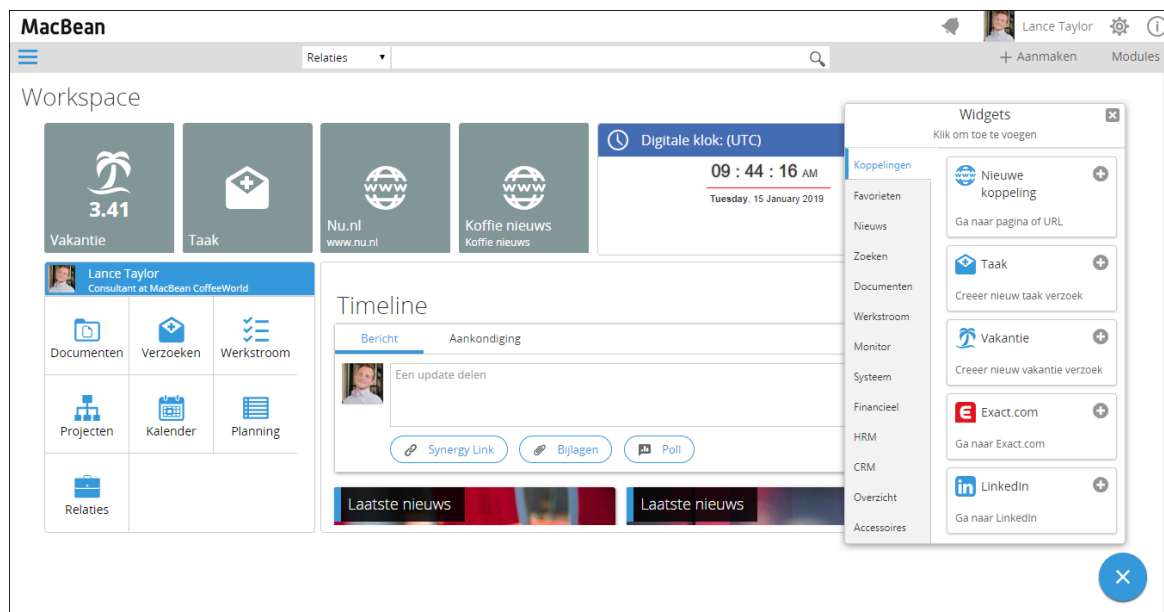 MacBean
Lance Taylor
Relaties
Aanmaken
Modules
Workspace
3.41
Vakantie
Taak
www
Nu.nl
www.nu.nl
www
Koffie nieuws
Koffie nieuws
Digitale klok: (UTC)
09 : 44 : 16 AM
Tuesday, 15 January 2019
Lance Taylor
Consultant at MacBean CoffeeWorld
Documenten
Verzoeken
Werkstroom
Projecten
Kalender
Planning
Relaties
Timeline
Bericht
Aankondiging
Een update delen
Synergy Link
Bijlagen
Poll
Laatste nieuws
Laatste nieuws
Widgets
Klik om toe te voegen
Koppelingen
Favorieten
Nieuws
Zoeken
Documenten
Werkstroom
Monitor
Systeem
Financieel
HRM
CRM
Overzicht
Accessoires
www
Nieuwe
koppeling
Ga naar pagina of URL
Taak
Creeer nieuw taak verzoek
Vakantie
Creeer nieuw vakantie verzoek
Exact.com
Ga naar Exact.com
in
LinkedIn
Ga naar LinkedIn